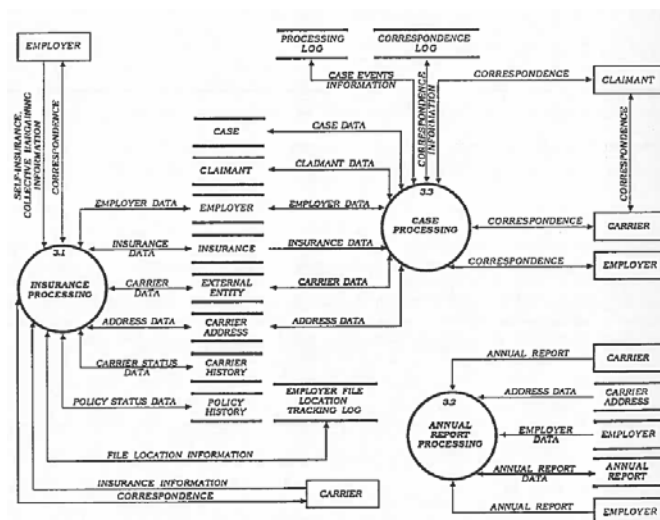 EMPLOYER
PROCESSING
LOG
CORRESPONDENCE
LOG
CASE EVENTS
INFORMATION
CORRESPONDENCE
INFORMATION
CORRESPONDENCE
CLAIMANT
SELF-INSURANCE,
COLLECTIVE BARGAINING
INFORMATION
CORRESPONDENCE
CASE
CASE DATA
CORRESPONDENCE
CLAIMANT
CLAIMANT DATA
3.3
CASE
PROCESSING
EMPLOYER DATA
EMPLOYER
EMPLOYER DATA
CORRESPONDENCE
CARRIER
INSURANCE
DATA
INSURANCE
INSURANCE DATA
CORRESPONDENCE
EMPLOYER
3.1
INSURANCE
PROCESSING
CARRIER
DATA
EXTERNAL
ENTITY
CARRIER DATA
ADDRESS DATA
CARRIER
ADDRESS
ADDRESS DATA
CARRIER STATUS
DATA
CARRIER
HISTORY
POLICY STATUS DATA
POLICY
HISTORY
EMPLOYER FILE
LOCATION
TRACKING LOG
FILE LOCATION INFORMATION
INSURANCE INFORMATION
CORRESPONDENCE
CARRIER
ANNUAL REPORT
CARRIER
ADDRESS DATA
CARRIER
ADDRESS
3.2
ANNUAL
REPORT
PROCESSING
EMPLOYER
DATA
EMPLOYER
ANNUAL REPORT
DATA
ANNUAL
REPORT
ANNUAL REPORT
EMPLOYER